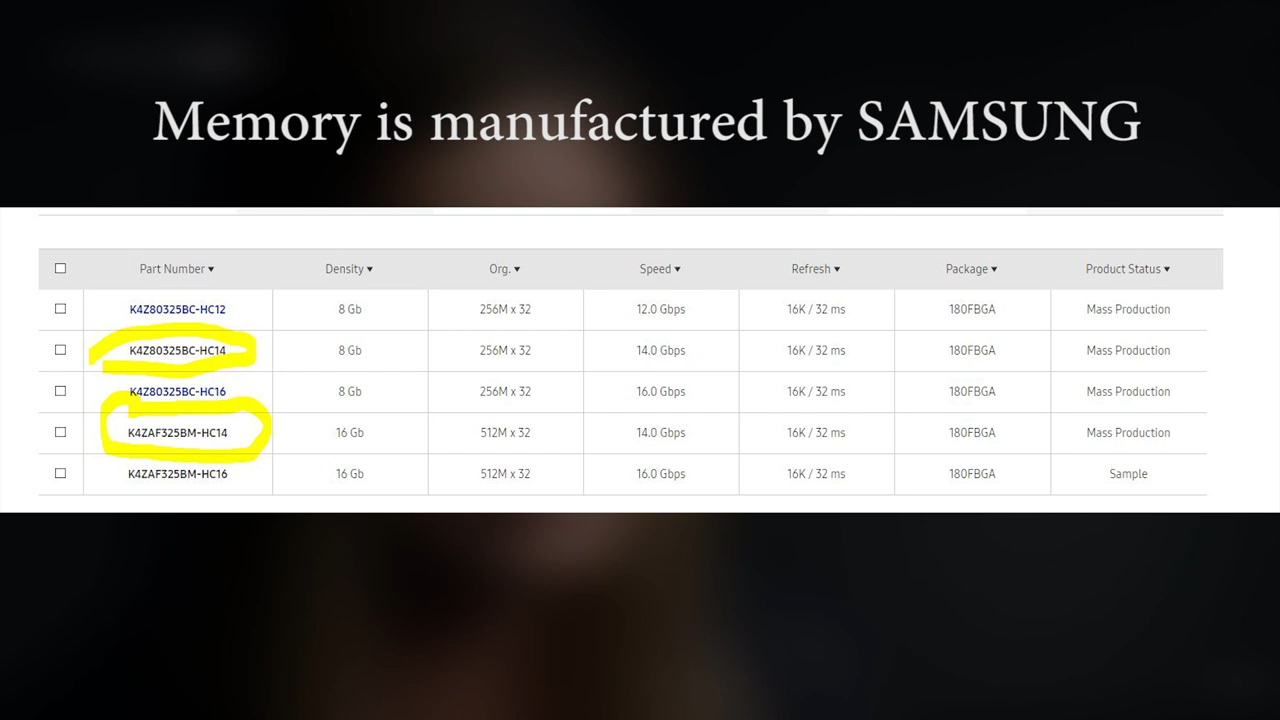 Memory is manufactured by SAMSUNG
Part Number ▾ Density ▾ Org. ▾ Speed ▾ Refresh ▾ Package ▾ Product Status ▾
K4Z80325BC-HC12 8 Gb 256M x 32 12.0 Gbps 16K / 32 ms 180FBGA Mass Production
K4Z80325BC-HC14 8 Gb 256M x 32 14.0 Gbps 16K / 32 ms 180FBGA Mass Production
K4Z80325BC-HC16 8 Gb 256M x 32 16.0 Gbps 16K / 32 ms 180FBGA Mass Production
K4ZAF325BM-HC14 16 Gb 512M x 32 14.0 Gbps 16K / 32 ms 180FBGA Mass Production
K4ZAF325BM-HC16 16 Gb 512M x 32 16.0 Gbps 16K / 32 ms 180FBGA Sample